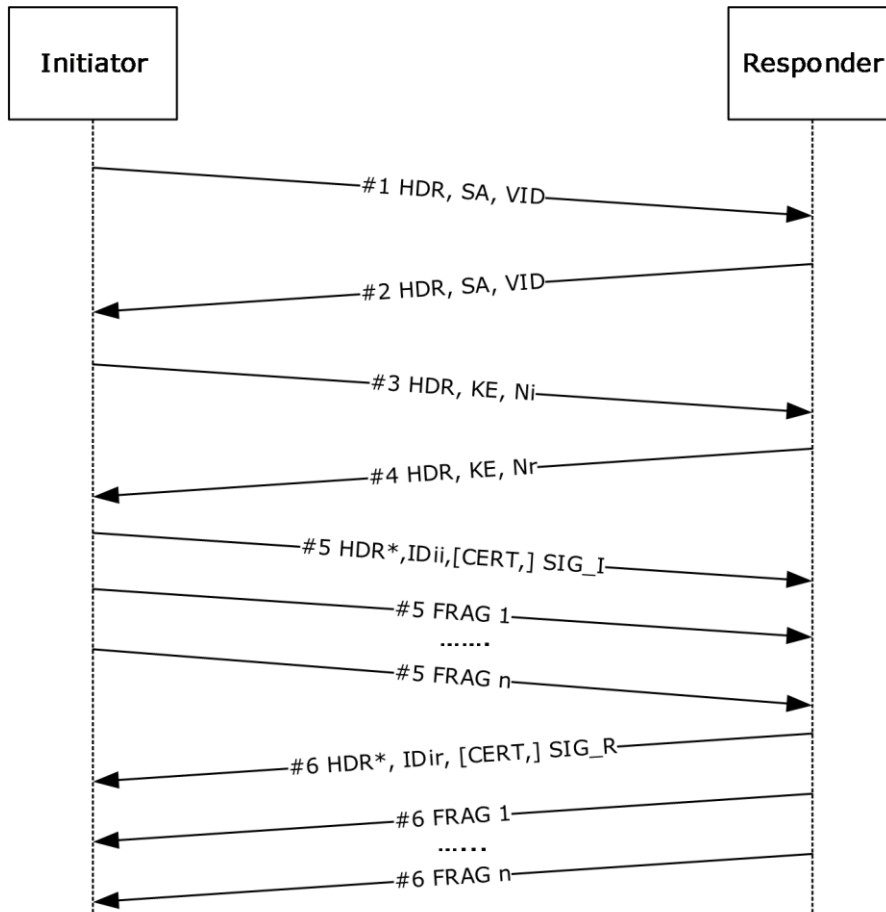 Initiator
Responder
#1 HDR, SA, VID
#2 HDR, SA, VID
#3 HDR, KE, Ni
#4 HDR, KE, Nr
#5 HDR*,IDii,[CERT,] SIG_I
#5 FRAG 1
.......
#5 FRAG n
#6 HDR*, IDir, [CERT,] SIG_R
#6 FRAG 1
......
#6 FRAG n